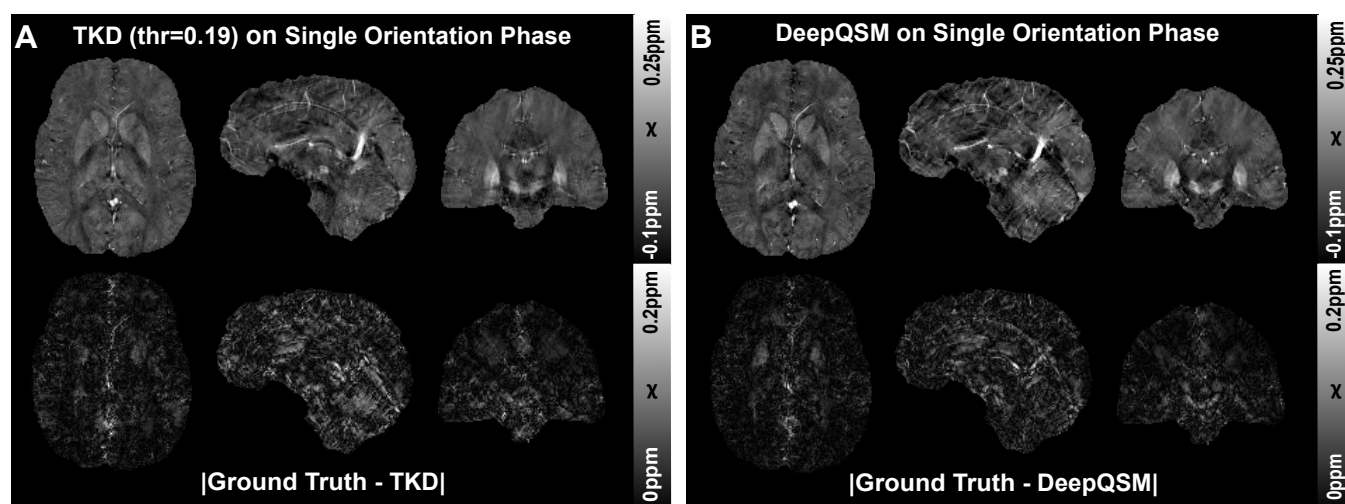 A
TKD (thr=0.19) on Single Orientation Phase
0.25ppm
χ
-0.1ppm
0.2ppm
χ
0ppm
|Ground Truth - TKD|
B
DeepQSM on Single Orientation Phase
0.25ppm
χ
-0.1ppm
0.2ppm
χ
0ppm
|Ground Truth - DeepQSM|